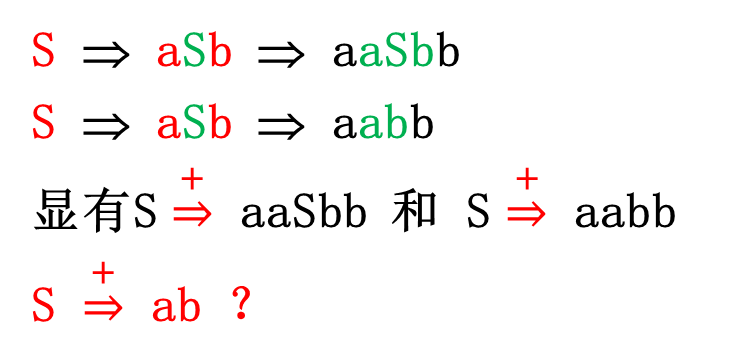 S ⇒ aSb ⇒ aaSbb
S ⇒ aSb ⇒ aabb
显有S ⇒+ aaSbb 和 S ⇒+ aabb
S ⇒+ ab ？